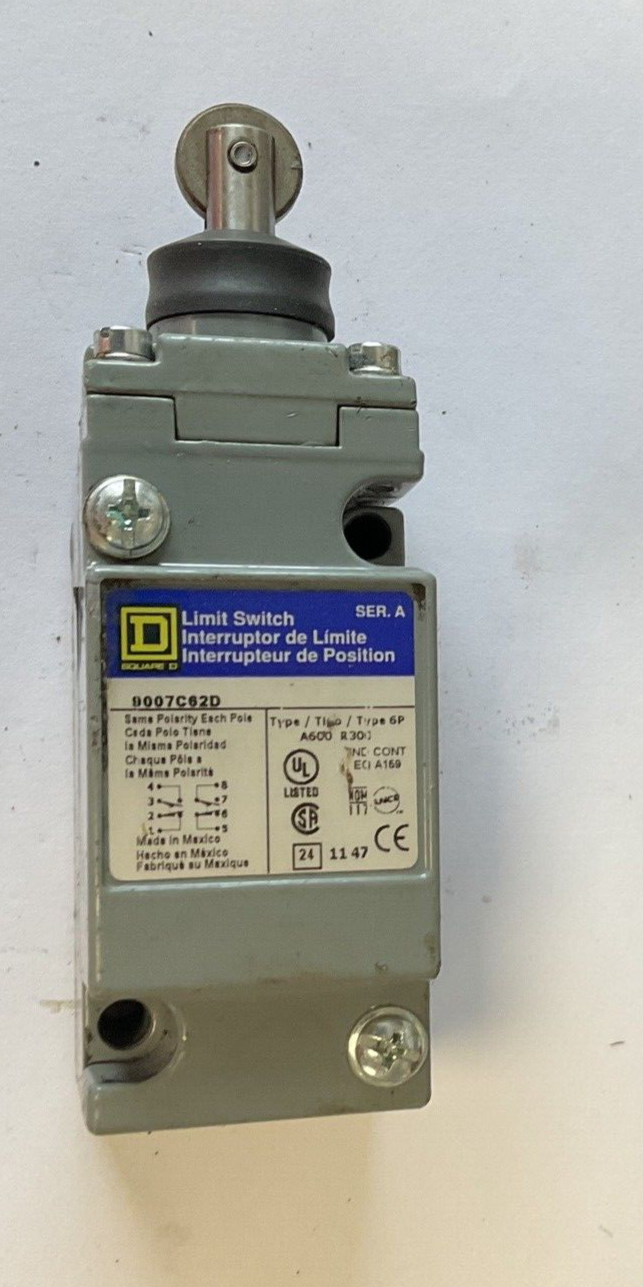 Limit Switch
SER. A
Interruptor de Límite
Interrupteur de Position
SQUARE D
9007C62D
Same Polarity Each Pole
Cada Polo Tiene
la Misma Polaridad
Chaque Pôle a
la Même Polarité
4 8
3 7
2 6
1 5
Made in Mexico
Hecho en México
Fabriqué au Mexique
Type / Tipo / Type 6P
A600 R300
IND CONT
EQ A159
UL
LISTED
NOM
SA
24 11 47 CE